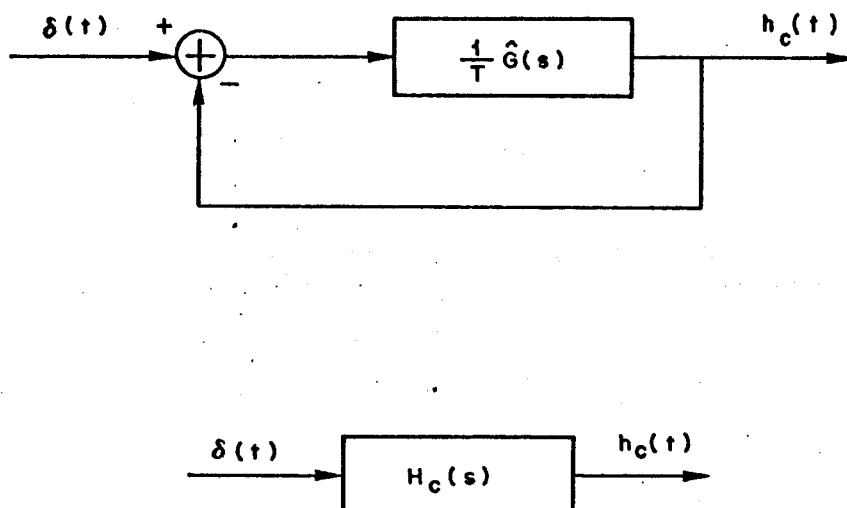 δ(t) + h_c(t)
1/T Ĝ(s)
−
δ(t) h_c(t)
H_c(s)